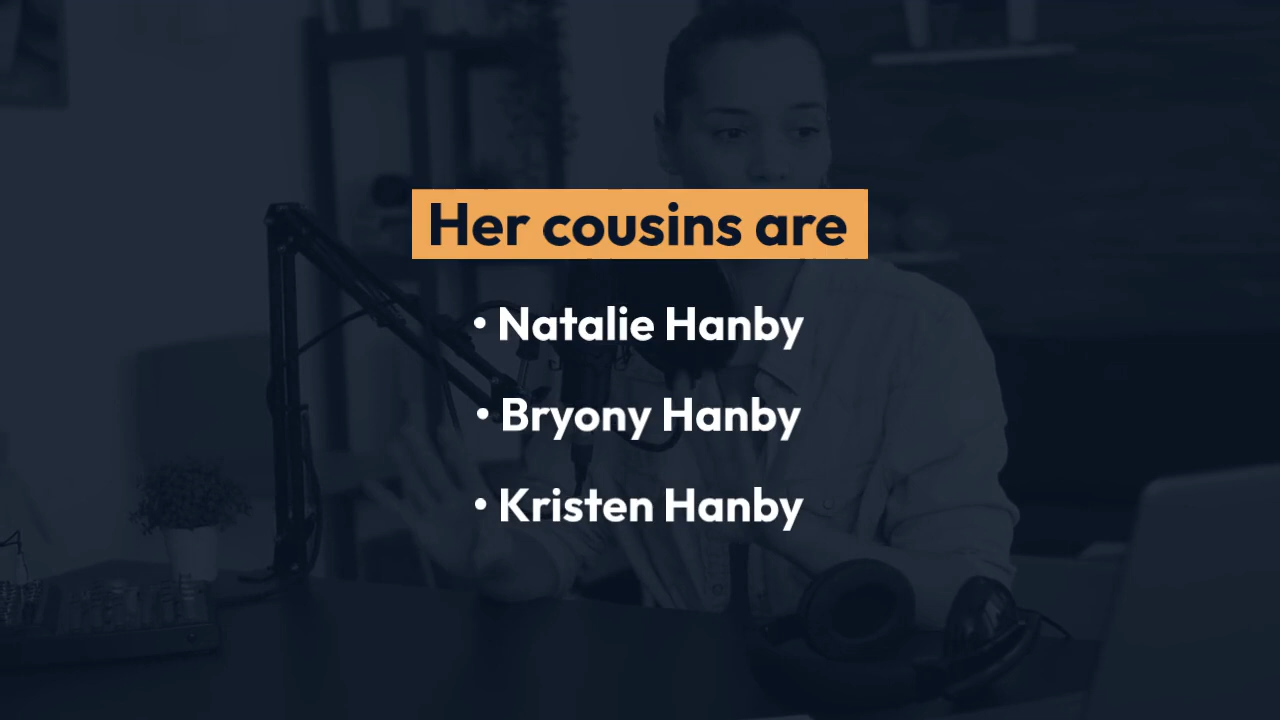 Her cousins are
• Natalie Hanby
• Bryony Hanby
• Kristen Hanby